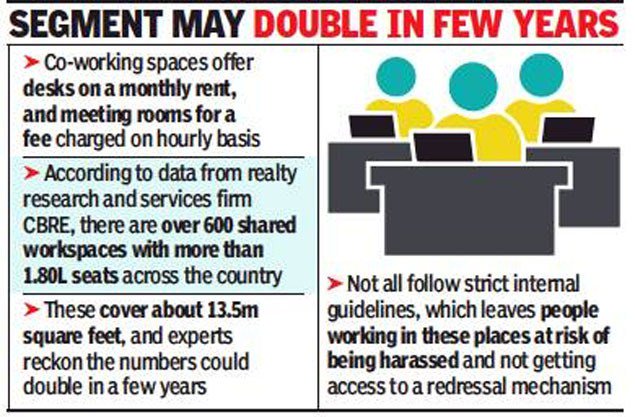 SEGMENT MAY DOUBLE IN FEW YEARS
➤ Co-working spaces offer
desks on a monthly rent,
and meeting rooms for a
fee charged on hourly basis
➤ According to data from realty
research and services firm
CBRE, there are over 600 shared
workspaces with more than
1.80L seats across the country
➤ These cover about 13.5m
square feet, and experts
reckon the numbers could
double in a few years
➤ Not all follow strict internal
guidelines, which leaves people
working in these places at risk of
being harassed and not getting
access to a redressal mechanism